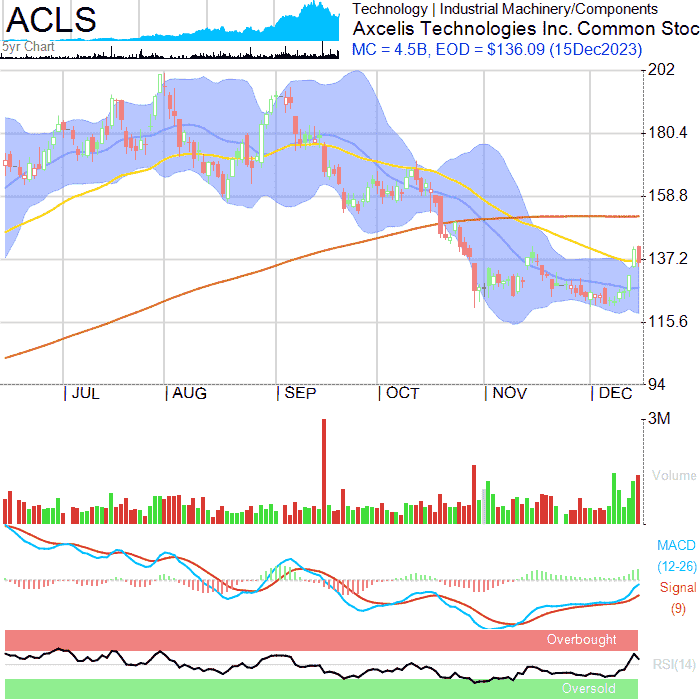 ACLS
5yr Chart
Technology | Industrial Machinery/Components
Axcelis Technologies Inc. Common Stoc
MC = 4.5B, EOD = $136.09 (15Dec2023)
202
180.4
158.8
137.2
115.6
94
| JUL | AUG | SEP | OCT | NOV | DEC
3M
Volume
MACD
(12-26)
Signal
(9)
Overbought
RSI(14)
Oversold